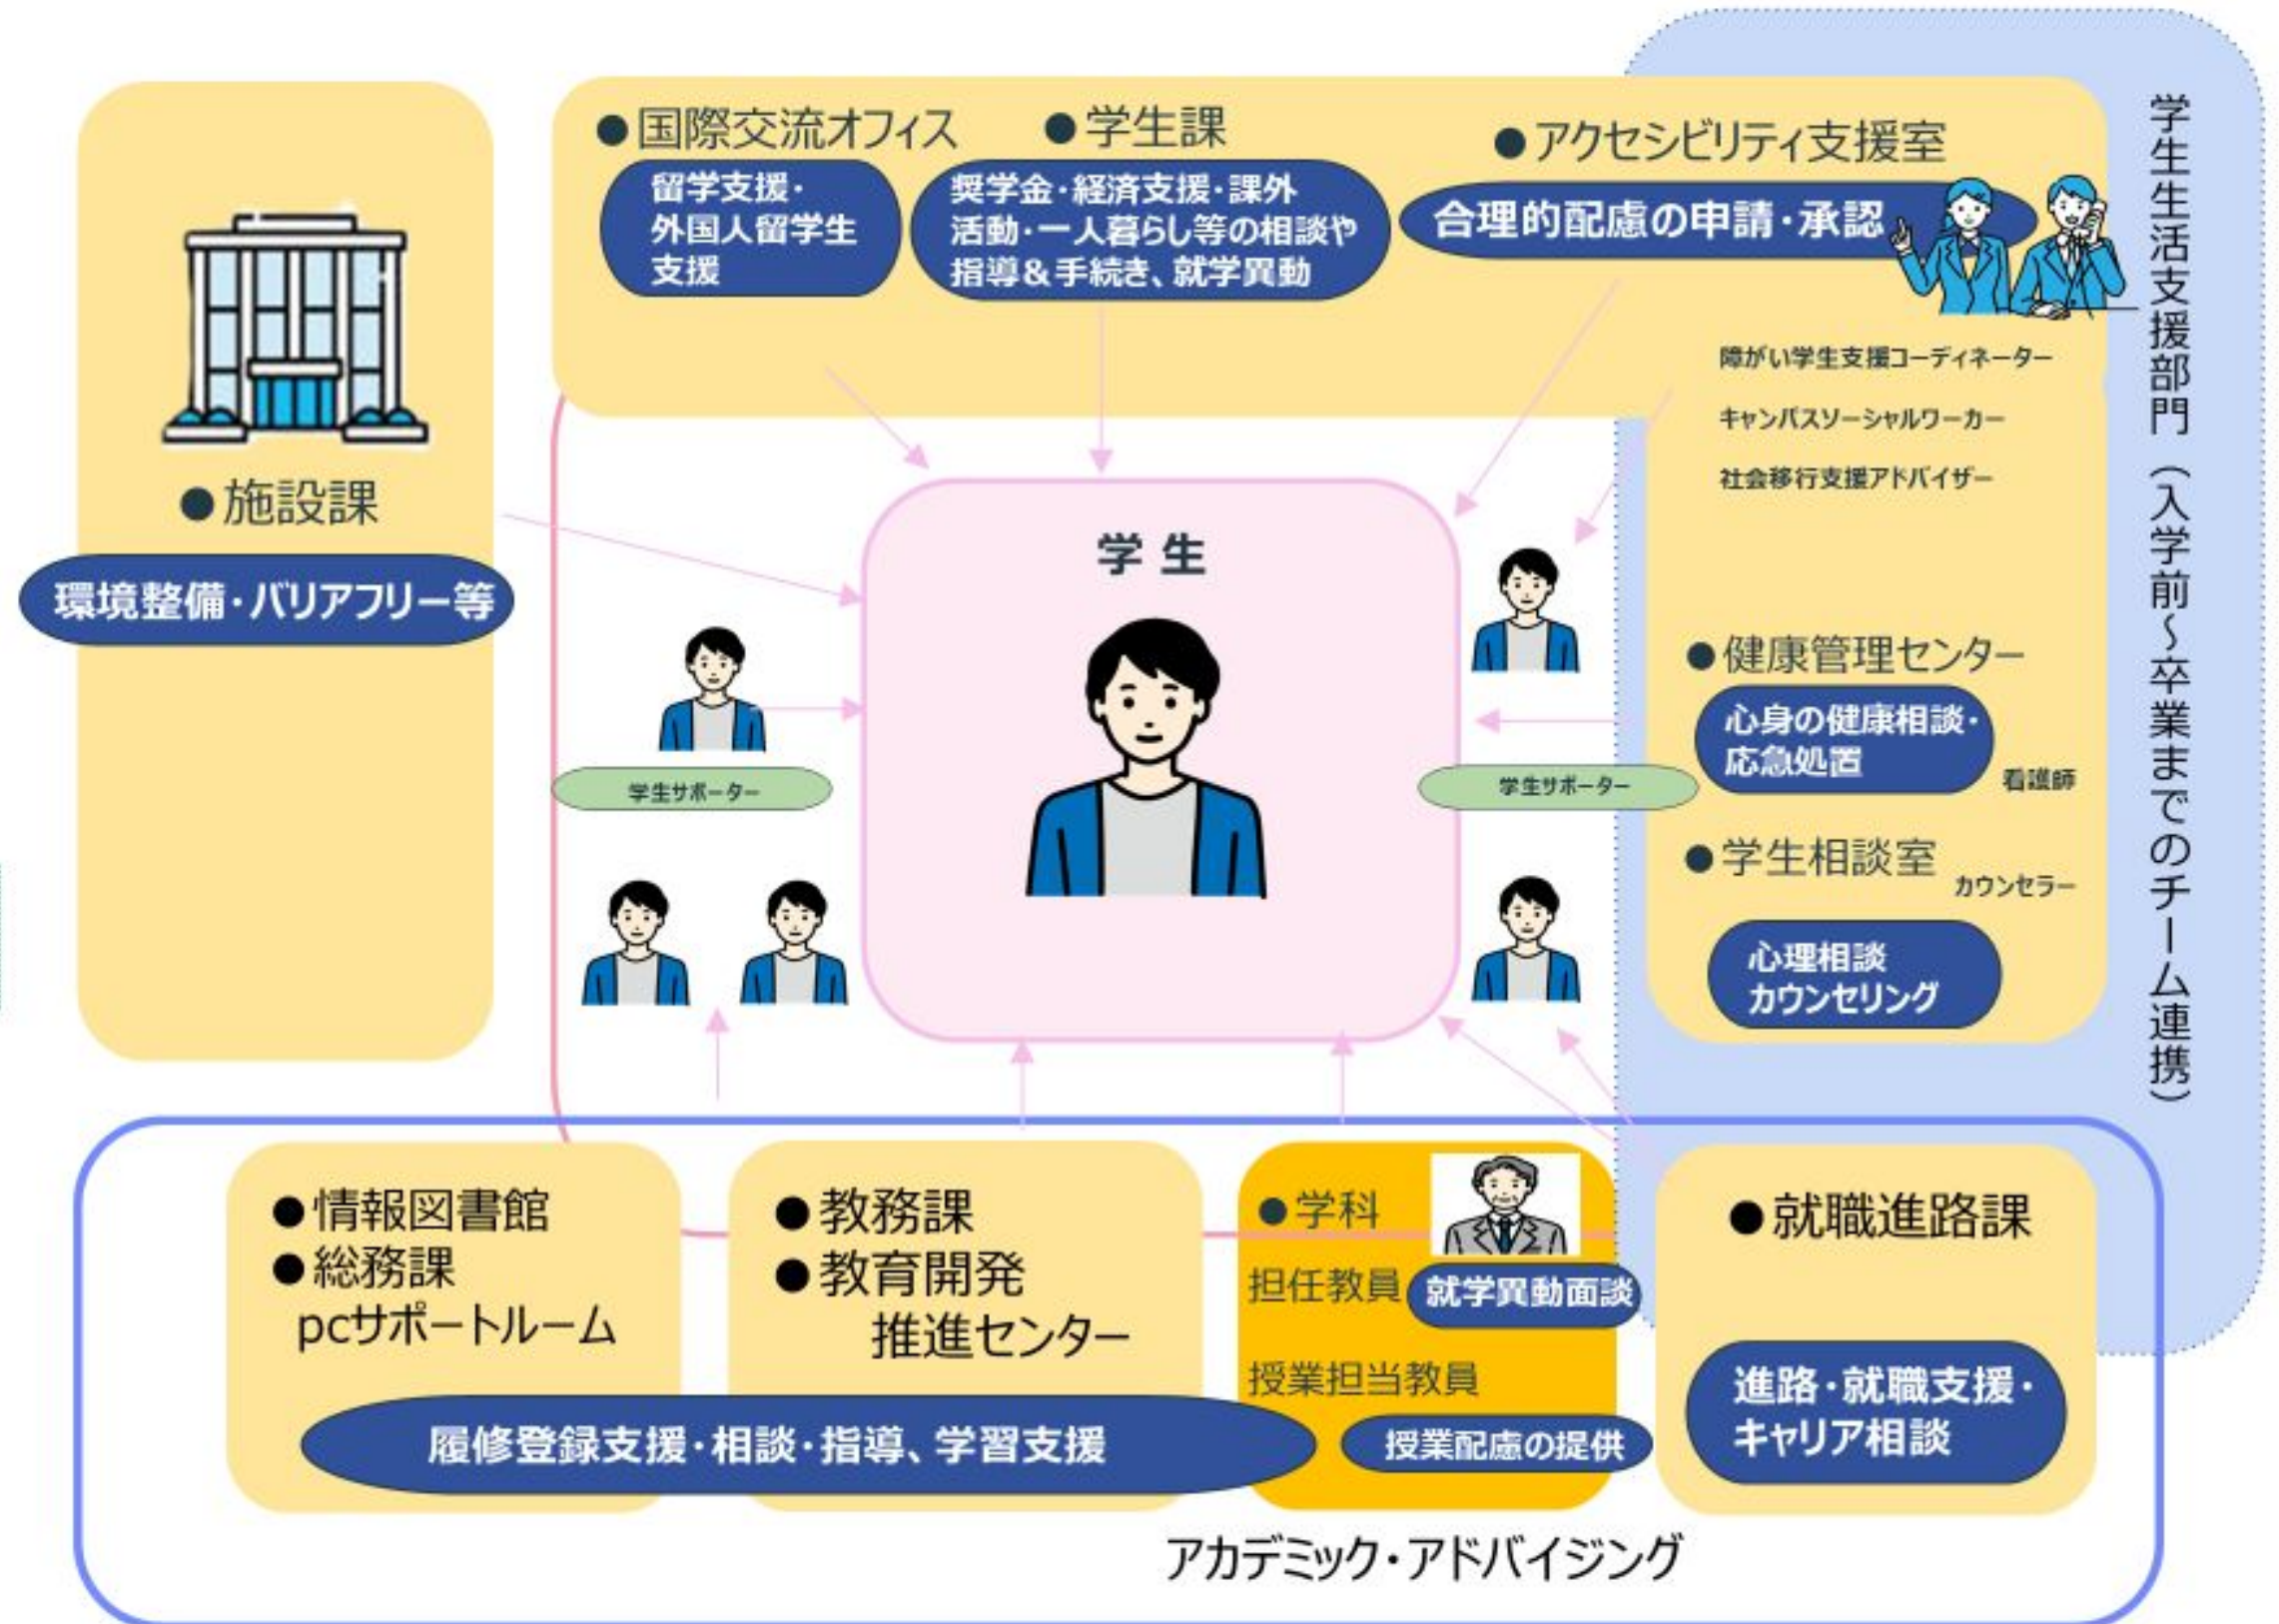 ●国際交流オフィス
留学支援・
外国人留学生
支援
●学生課
奨学金・経済支援・課外
活動・一人暮らし等の相談や
指導&手続き、就学異動
●アクセシビリティ支援室
合理的配慮の申請・承認
障がい学生支援コーディネーター
キャンパスソーシャルワーカー
社会移行支援アドバイザー
学生生活支援部門（入学前～卒業までのチーム連携）
●施設課
環境整備・バリアフリー等
学生
学生サポーター
学生サポーター
●健康管理センター
心身の健康相談・
応急処置
看護師
●学生相談室
カウンセラー
心理相談
カウンセリング
●情報図書館
●総務課
pcサポートルーム
●教務課
●教育開発
推進センター
履修登録支援・相談・指導、学習支援
●学科
担任教員
就学異動面談
授業担当教員
授業配慮の提供
●就職進路課
進路・就職支援・
キャリア相談
アカデミック・アドバイジング